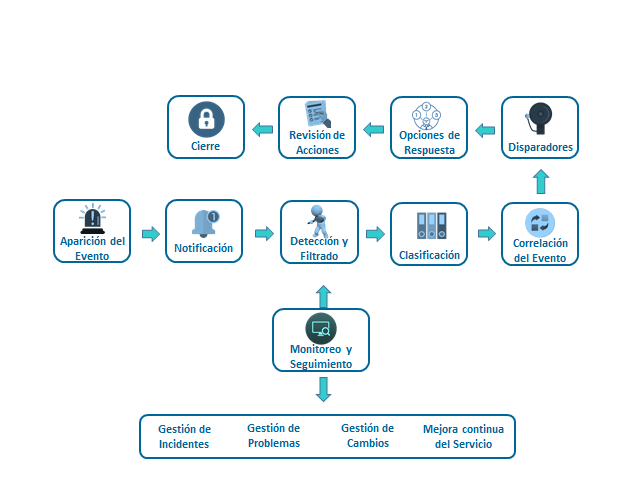 Cierre
Revisión de
Acciones
Opciones de
Respuesta
Disparadores
Aparición del
Evento
Notificación
Detección y
Filtrado
Clasificación
Correlación
del Evento
Monitoreo y
Seguimiento
Gestión de
Incidentes
Gestión de
Problemas
Gestión de
Cambios
Mejora continua
del Servicio